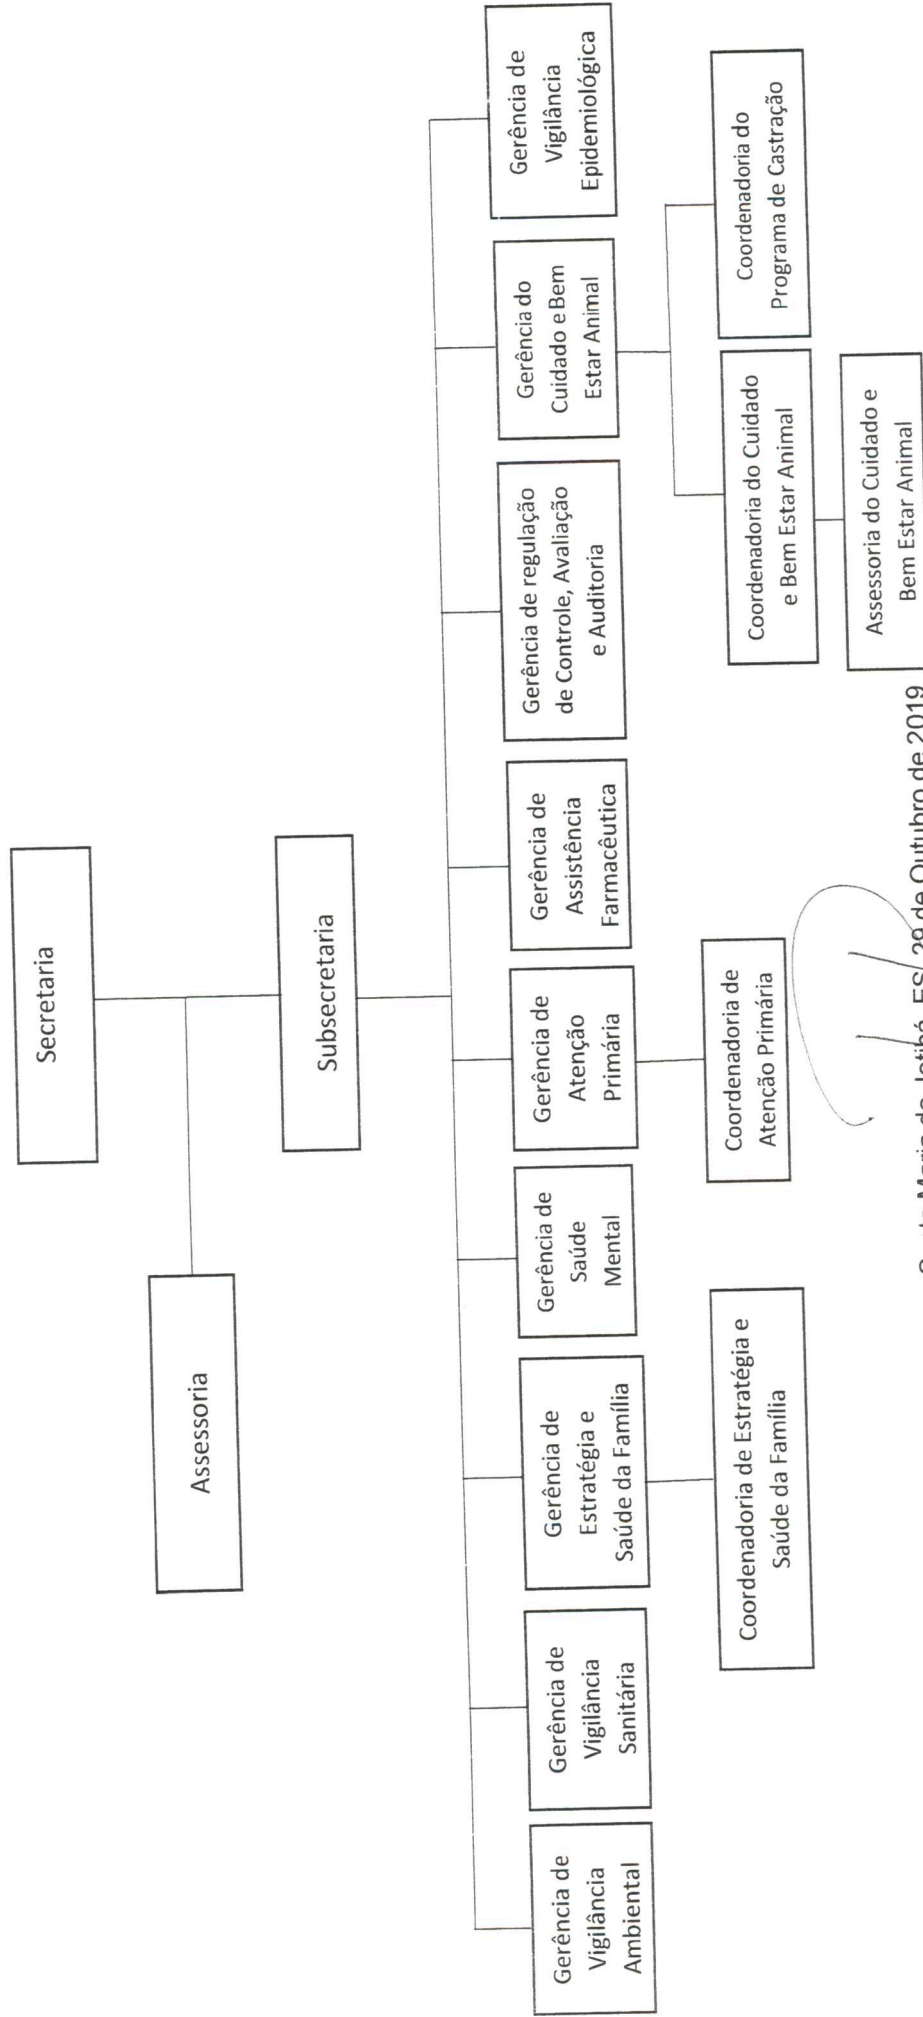 Secretaria
Assessoria
Subsecretaria
Gerência de
Vigilância
Ambiental
Gerência de
Vigilância
Sanitária
Gerência de
Estratégia e
Saúde da Família
Gerência de
Saúde
Mental
Gerência de
Atenção
Primária
Gerência de
Assistência
Farmacêutica
Gerência de regulação
de Controle, Avaliação
e Auditoria
Gerência do
Cuidado e Bem
Estar Animal
Gerência de
Vigilância
Epidemiológica
Coordenadoria de Estratégia e
Saúde da Família
Coordenadoria de
Atenção Primária
Coordenadoria do Cuidado
e Bem Estar Animal
Coordenadoria do
Programa de Castração
Assessoria do Cuidado e
Bem Estar Animal
Maria de Jetibá ES, 29 de Outubro de 2019